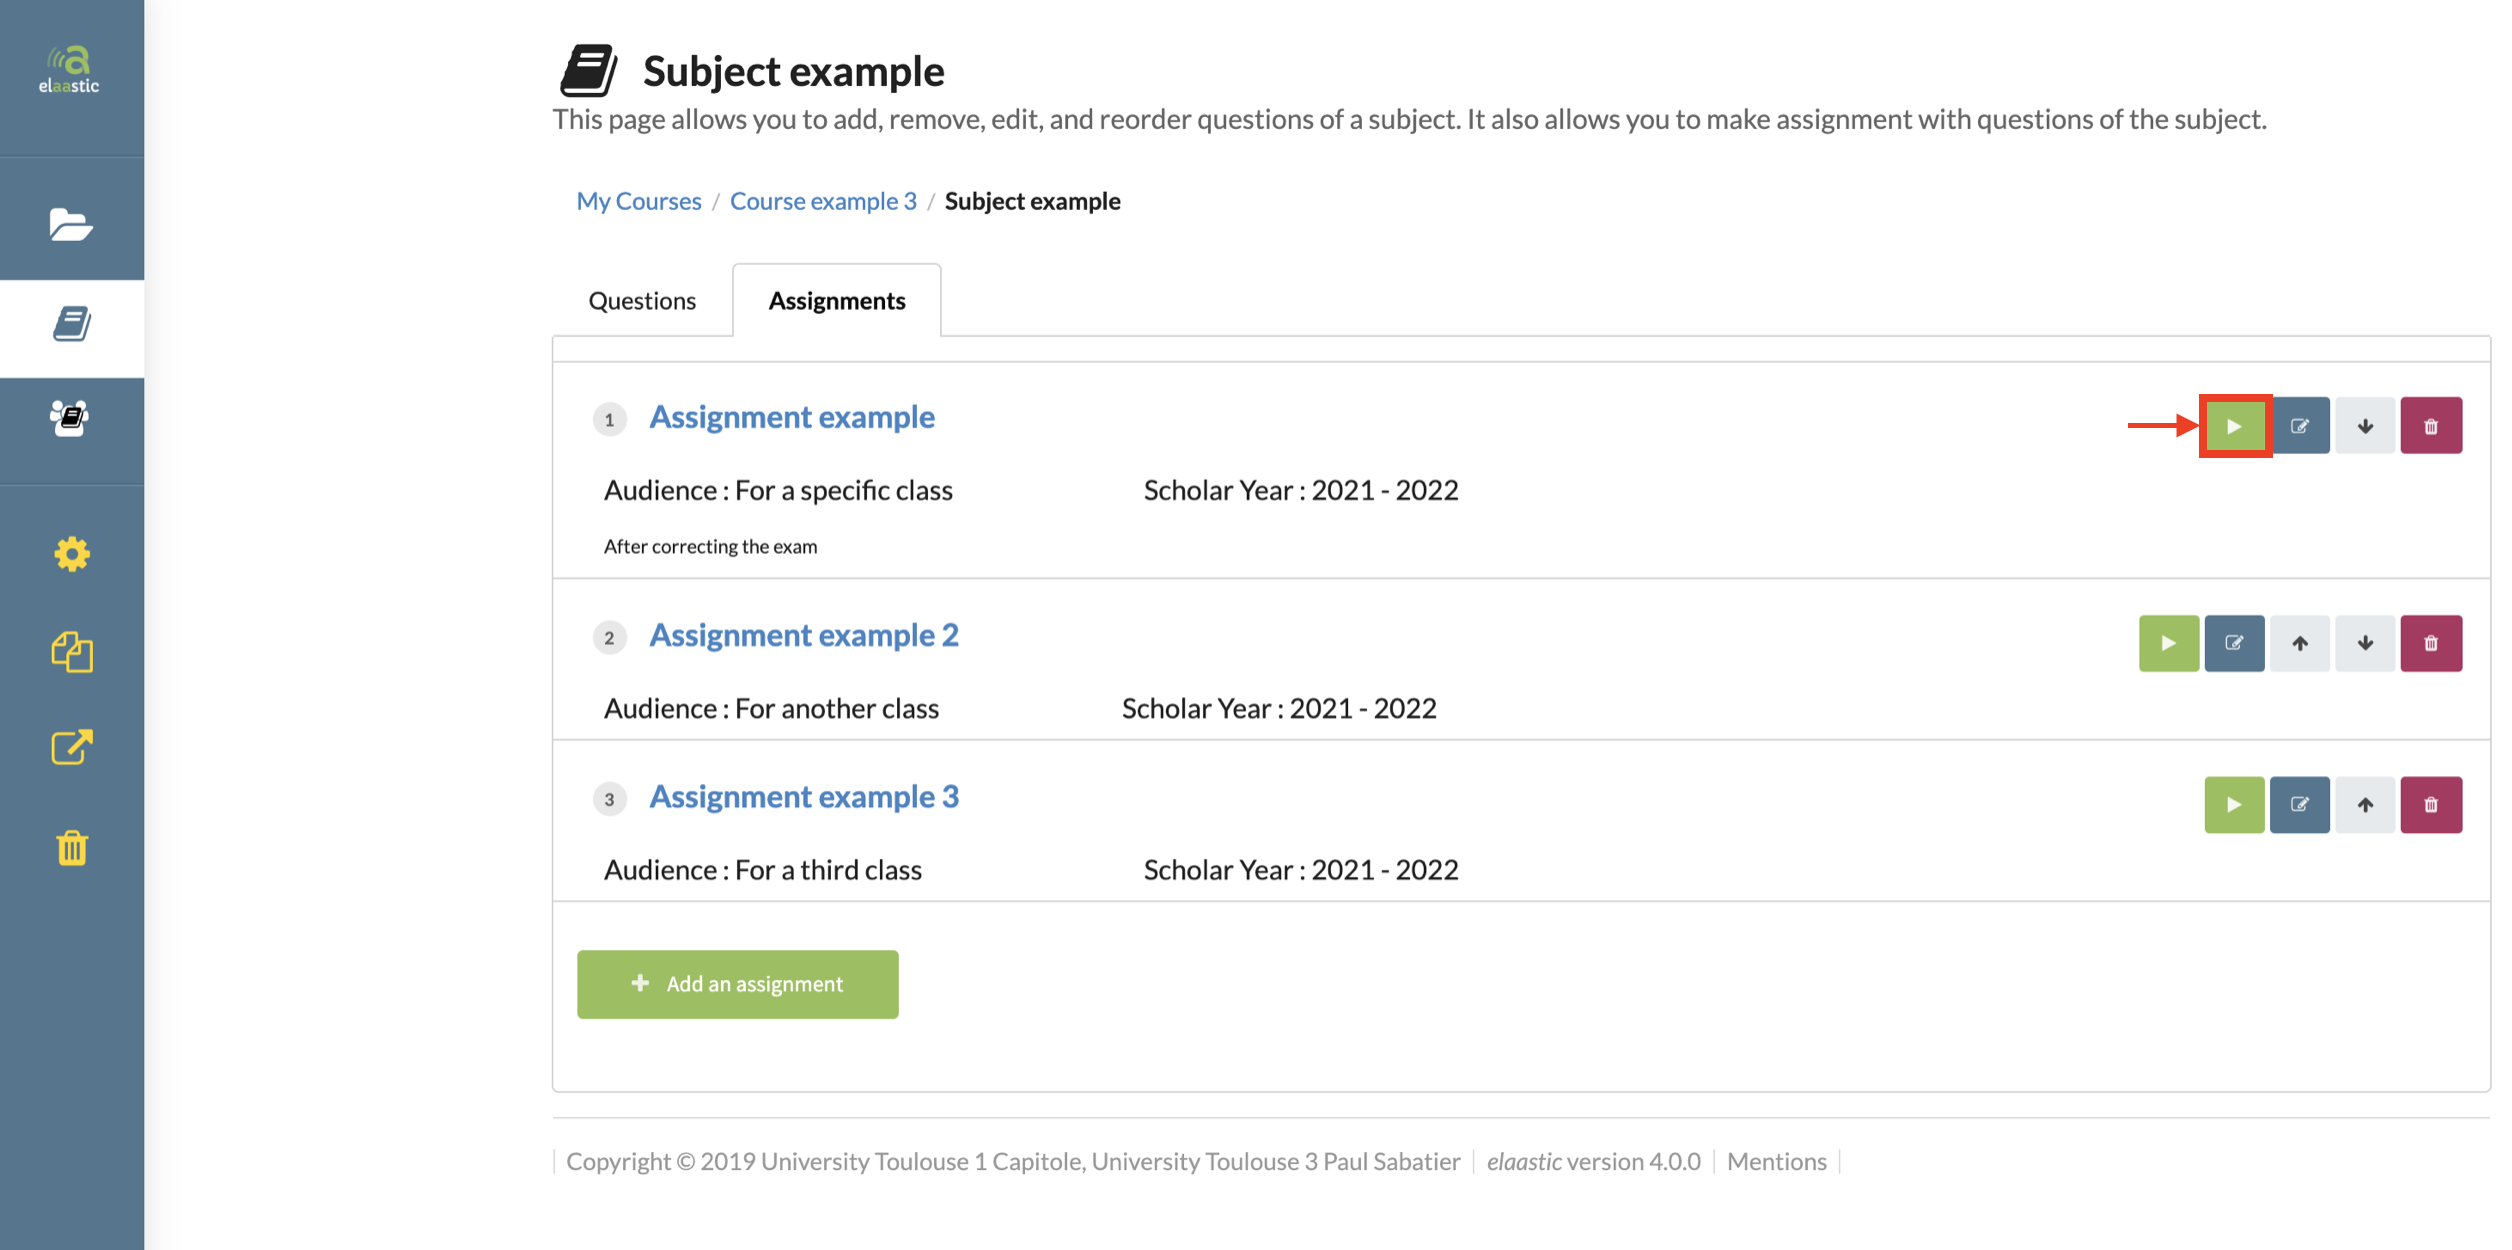 elaastic
Subject example
This page allows you to add, remove, edit, and reorder questions of a subject. It also allows you to make assignment with questions of the subject.
My Courses / Course example 3 / Subject example
Questions Assignments
1 Assignment example
Audience : For a specific class Scholar Year : 2021 - 2022
After correcting the exam
2 Assignment example 2
Audience : For another class Scholar Year : 2021 - 2022
3 Assignment example 3
Audience : For a third class Scholar Year : 2021 - 2022
Add an assignment
Copyright © 2019 University Toulouse 1 Capitole, University Toulouse 3 Paul Sabatier | elaastic version 4.0.0 | Mentions